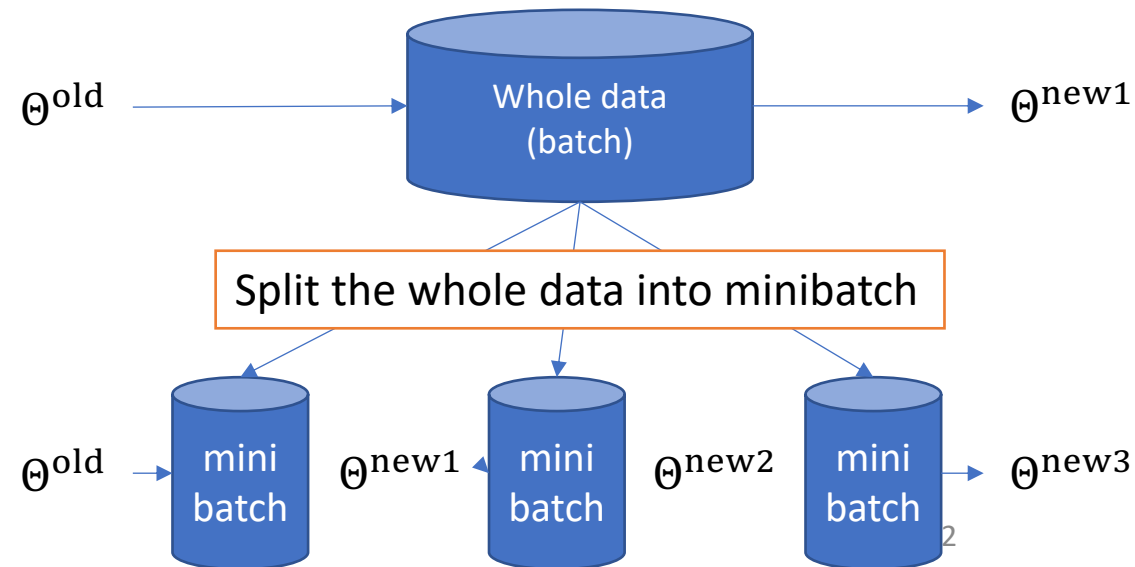 Θ^old
Whole data
(batch)
Θ^new1
Split the whole data into minibatch
Θ^old
mini
batch
Θ^new1
mini
batch
Θ^new2
mini
batch
Θ^new3
2